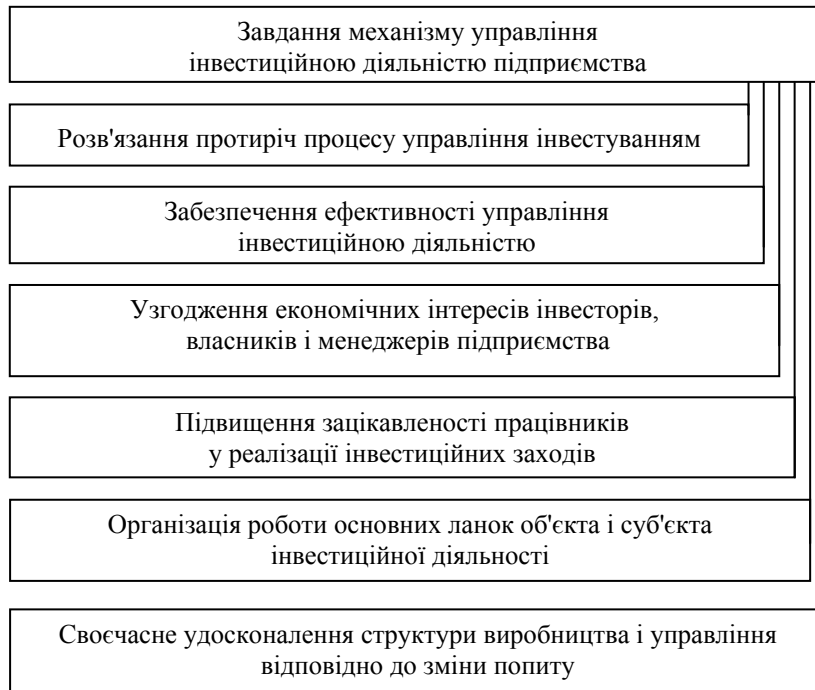 Завдання механізму управління
інвестиційною діяльністю підприємства
Розв'язання протиріч процесу управління інвестуванням
Забезпечення ефективності управління
інвестиційною діяльністю
Узгодження економічних інтересів інвесторів,
власників і менеджерів підприємства
Підвищення зацікавленості працівників
у реалізації інвестиційних заходів
Організація роботи основних ланок об'єкта і суб'єкта
інвестиційної діяльності
Своєчасне удосконалення структури виробництва і управління
відповідно до зміни попиту